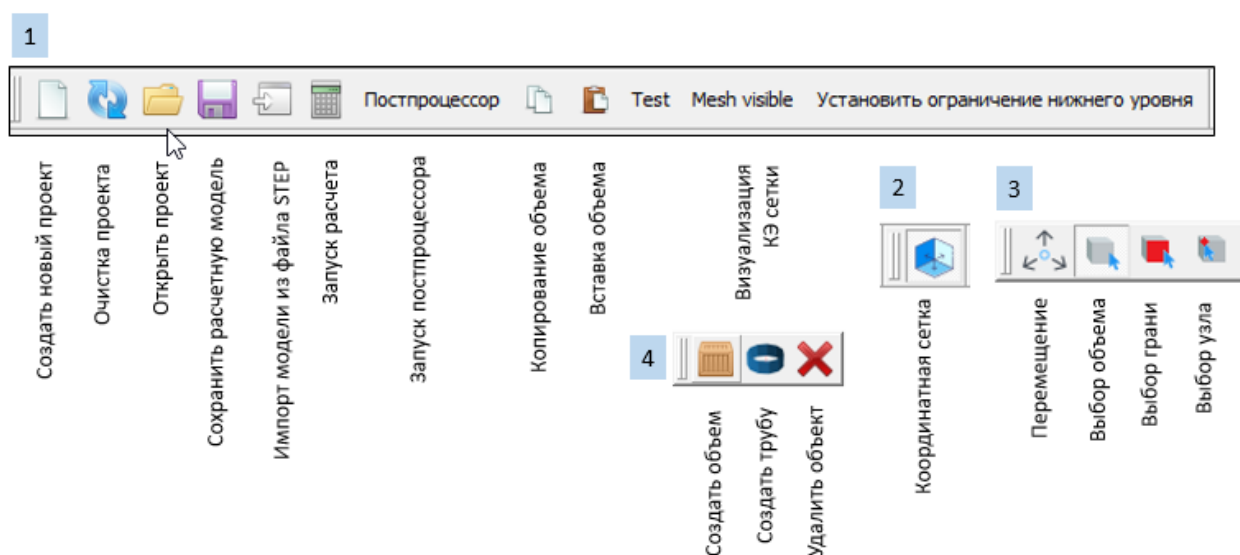 1
Постпроцессор
Test
Mesh visible
Установить ограничение нижнего уровня
Создать новый проект
Очистка проекта
Открыть проект
Сохранить расчетную модель
Импорт модели из файла STEP
Запуск расчета
Запуск постпроцессора
Копирование объема
Вставка объема
Визуализация
КЭ сетки
2
Координатная сетка
3
Перемещение
Выбор объема
Выбор грани
Выбор узла
4
Создать объем
Создать трубу
Удалить объект